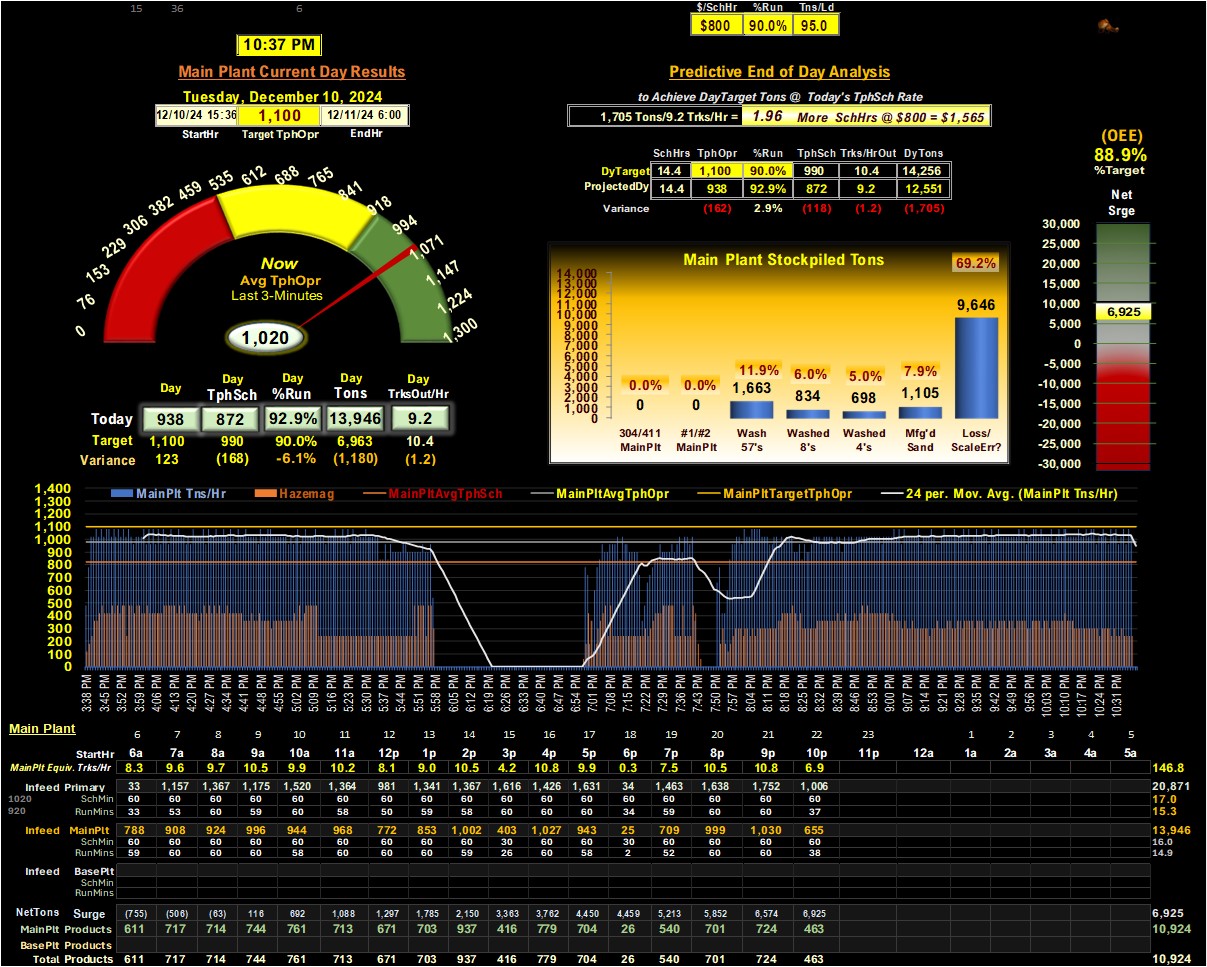 15 36 6
$/SchHr %Run Tns/Ld
$800 90.0% 95.0
10:37 PM
Main Plant Current Day Results
Predictive End of Day Analysis
Tuesday, December 10, 2024
to Achieve DayTarget Tons @ Today's TphSch Rate
12/10/24 15:36 1,100 12/11/24 6:00
1,705 Tons/9.2 Trks/Hr = 1.96 More SchHrs @ $800 = $1,565
StartHr Target TphOpr EndHr
(OEE)
88.9%
%Target
SchHrs TphOpr %Run TphSch Trks/HrOut DyTons
DyTarget 14.4 1,100 90.0% 990 10.4 14,256
ProjectedDy 14.4 938 92.9% 872 9.2 12,551
Variance (162) 2.9% (118) (1.2) (1,705)
Net
Srge
30,000
25,000
20,000
15,000
10,000
6,925
5,000
0
-5,000
-10,000
-15,000
-20,000
-25,000
-30,000
0 76 153 229 306 382 459 535 612 688 765 841 918 994 1,071 1,147 1,224 1,300
Now
Avg TphOpr
Last 3-Minutes
1,020
Main Plant Stockpiled Tons
69.2%
14,000
13,000
12,000
11,000
10,000
9,000
8,000
7,000
6,000
5,000
4,000
3,000
2,000
1,000
0
9,646
0.0% 0.0% 11.9% 6.0% 5.0% 7.9%
0 0 1,663 834 698 1,105
304/411 #1/#2 Wash Washed Washed Mfg'd Loss/
MainPlt MainPlt 57's 8's 4's Sand ScaleErr?
Day Day Day Day Day
TphSch %Run Tons TrksOut/Hr
Today 938 872 92.9% 13,946 9.2
Target 1,100 990 90.0% 6,963 10.4
Variance 123 (168) -6.1% (1,180) (1.2)
MainPlt Tns/Hr Hazemag MainPltAvgTphSch MainPltAvgTphOpr MainPltTargetTphOpr 24 per. Mov. Avg. (MainPlt Tns/Hr)
1,400
1,300
1,200
1,100
1,000
900
800
700
600
500
400
300
200
100
0
3:38 PM 3:45 PM 3:52 PM 3:59 PM 4:06 PM 4:13 PM 4:20 PM 4:27 PM 4:34 PM 4:41 PM 4:48 PM 4:55 PM 5:02 PM 5:09 PM 5:16 PM 5:23 PM 5:30 PM 5:37 PM 5:44 PM 5:51 PM 5:58 PM 6:05 PM 6:12 PM 6:19 PM 6:26 PM 6:33 PM 6:40 PM 6:47 PM 6:54 PM 7:01 PM 7:08 PM 7:15 PM 7:22 PM 7:29 PM 7:36 PM 7:43 PM 7:50 PM 7:57 PM 8:04 PM 8:11 PM 8:18 PM 8:25 PM 8:32 PM 8:39 PM 8:46 PM 8:53 PM 9:00 PM 9:07 PM 9:14 PM 9:21 PM 9:28 PM 9:35 PM 9:42 PM 9:49 PM 9:56 PM 10:03 PM 10:10 PM 10:17 PM 10:24 PM 10:31 PM
Main Plant
6 7 8 9 10 11 12 13 14 15 16 17 18 19 20 21 22 23 1 2 3 4 5
StartHr 6a 7a 8a 9a 10a 11a 12p 1p 2p 3p 4p 5p 6p 7p 8p 9p 10p 11p 12a 1a 2a 3a 4a 5a
MainPlt Equiv. Trks/Hr 8.3 9.6 9.7 10.5 9.9 10.2 8.1 9.0 10.5 4.2 10.8 9.9 0.3 7.5 10.5 10.8 6.9 146.8
Infeed Primary 33 1,157 1,367 1,175 1,520 1,364 981 1,341 1,367 1,616 1,426 1,631 34 1,463 1,638 1,752 1,006 20,871
1020 SchMin 60 60 60 60 60 60 60 60 60 60 60 60 60 60 60 60 60 17.0
920 RunMins 33 53 60 59 60 58 50 59 58 60 60 60 34 59 60 60 37 15.3
Infeed MainPlt 788 908 924 996 944 968 772 853 1,002 403 1,027 943 25 709 999 1,030 655 13,946
SchMin 60 60 60 60 60 60 60 60 60 30 60 60 30 60 60 60 60 16.0
RunMins 59 60 60 60 58 60 60 60 59 26 60 58 2 52 60 60 38 14.9
Infeed BasePlt
SchMin
RunMins
NetTons Surge (755) (506) (63) 116 692 1,088 1,297 1,785 2,150 3,363 3,762 4,450 4,459 5,213 5,852 6,574 6,925 6,925
MainPlt Products 611 717 714 744 761 713 671 703 937 416 779 704 26 540 701 724 463 10,924
BasePlt Products
Total Products 611 717 714 744 761 713 671 703 937 416 779 704 26 540 701 724 463 10,924